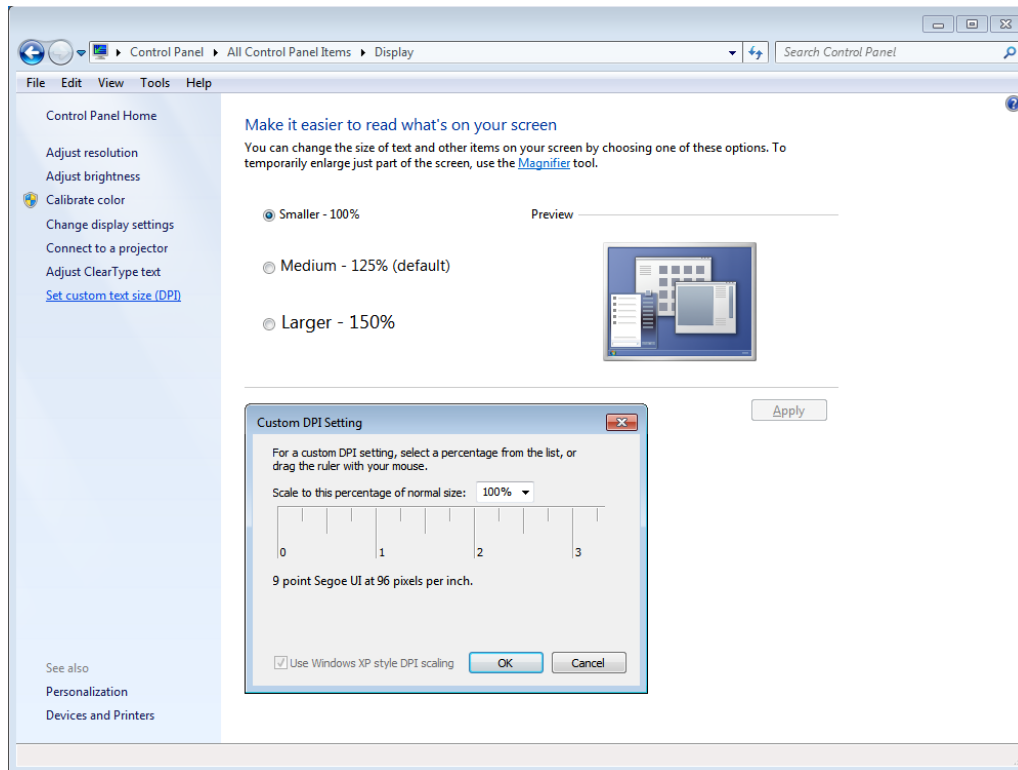 Control Panel ▸ All Control Panel Items ▸ Display
Search Control Panel
File Edit View Tools Help
Control Panel Home
Adjust resolution
Adjust brightness
Calibrate color
Change display settings
Connect to a projector
Adjust ClearType text
Set custom text size (DPI)
See also
Personalization
Devices and Printers
Make it easier to read what's on your screen
You can change the size of text and other items on your screen by choosing one of these options. To
temporarily enlarge just part of the screen, use the Magnifier tool.
Smaller - 100%
Preview
Medium - 125% (default)
Larger - 150%
Apply
Custom DPI Setting
For a custom DPI setting, select a percentage from the list, or
drag the ruler with your mouse.
Scale to this percentage of normal size: 100%
0 1 2 3
9 point Segoe UI at 96 pixels per inch.
Use Windows XP style DPI scaling
OK
Cancel